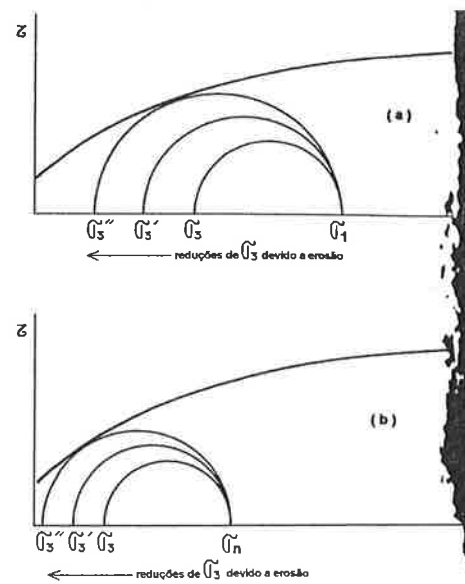 τ
(a)
σ₃″ σ₃′ σ₃ σ₁
← reduções de σ₃ devido a erosão
τ
(b)
σ₃″ σ₃′ σ₃ σn
← reduções de σ₃ devido a erosão